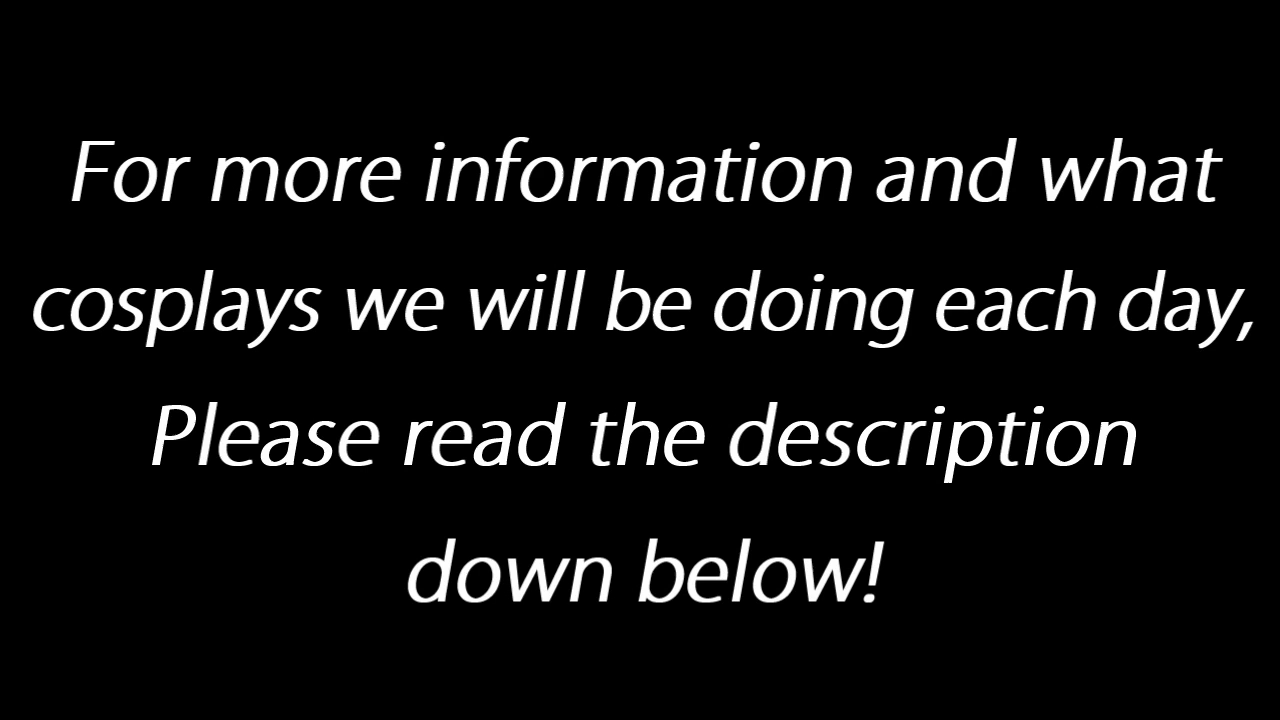 For more information and what
cosplays we will be doing each day,
Please read the description
down below!